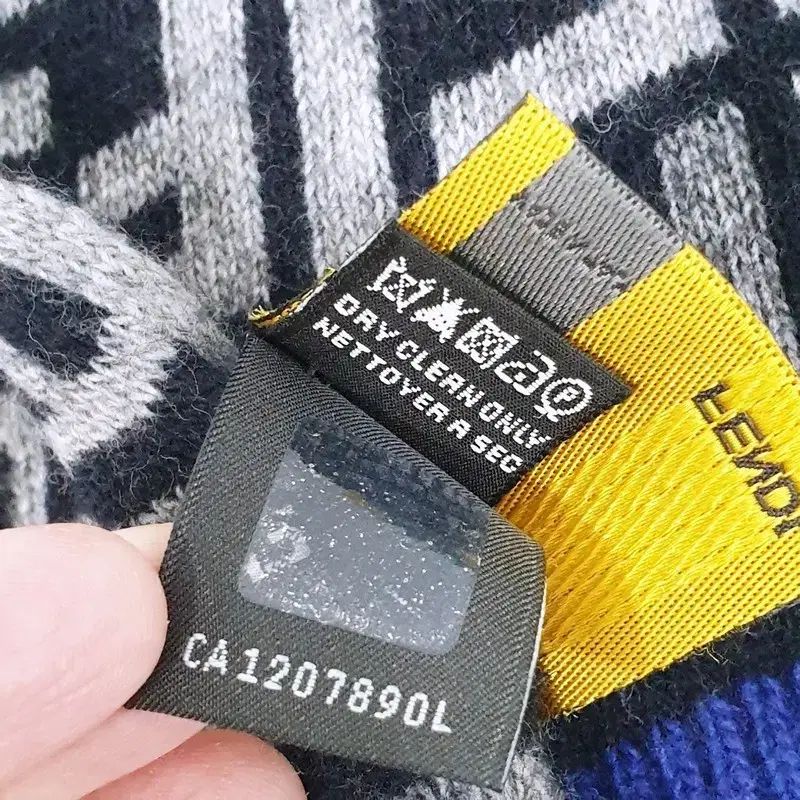 DRY CLEAN ONLY
NETTOYER A SEC
FENDI
CA1207890L